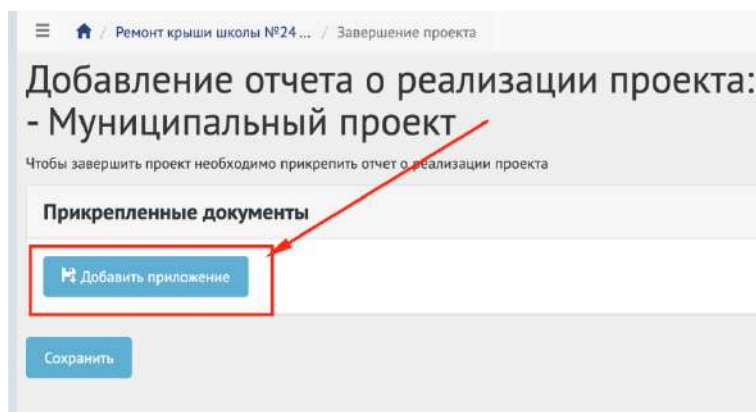 / Ремонт крыши школы №24 ... / Завершение проекта
Добавление отчета о реализации проекта:
- Муниципальный проект
Чтобы завершить проект необходимо прикрепить отчет о реализации проекта
Прикрепленные документы
Добавить приложение
Сохранить